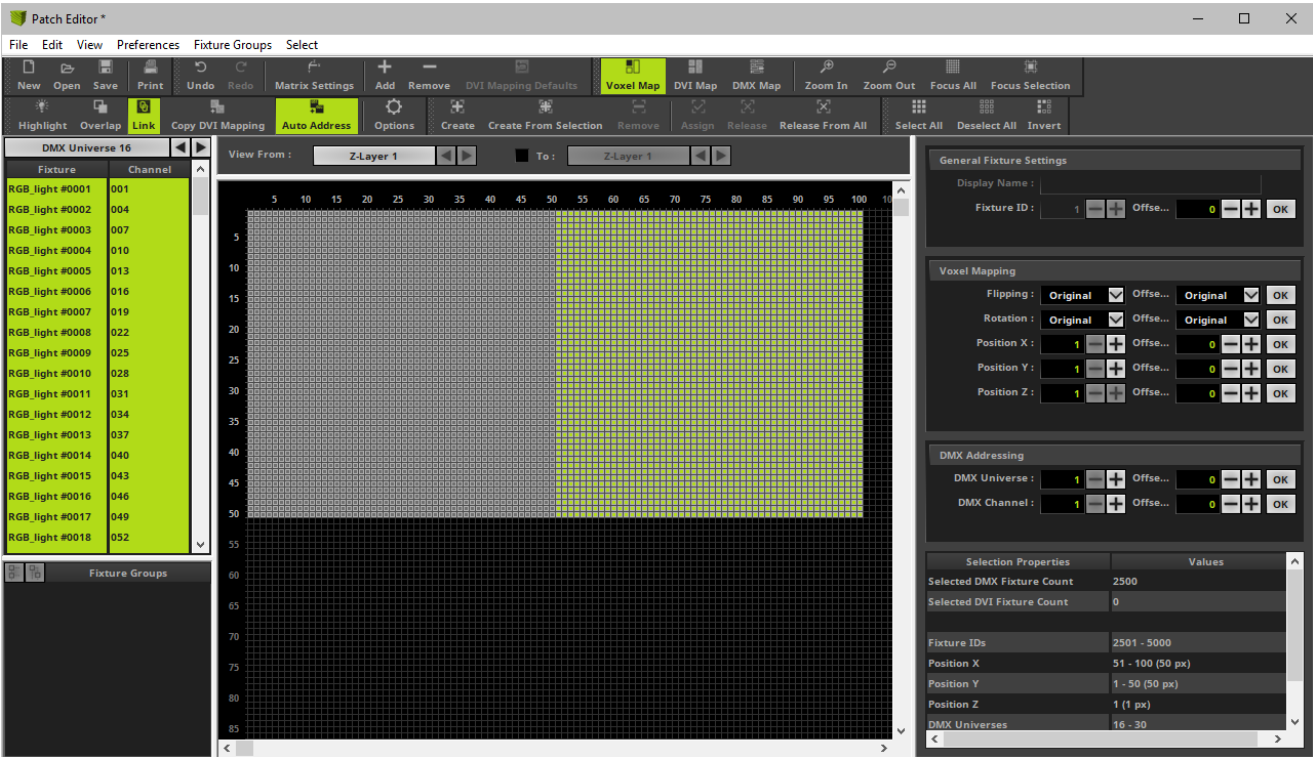 Patch Editor *
File Edit View Preferences Fixture Groups Select
New Open Save Print Undo Redo Matrix Settings Add Remove DVI Mapping Defaults Voxel Map DVI Map DMX Map Zoom In Zoom Out Focus All Focus Selection
Highlight Overlap Link Copy DVI Mapping Auto Address Options Create Create From Selection Remove Assign Release Release From All Select All Deselect All Invert
DMX Universe 16
Fixture Channel
RGB_light #0001 001
RGB_light #0002 004
RGB_light #0003 007
RGB_light #0004 010
RGB_light #0005 013
RGB_light #0006 016
RGB_light #0007 019
RGB_light #0008 022
RGB_light #0009 025
RGB_light #0010 028
RGB_light #0011 031
RGB_light #0012 034
RGB_light #0013 037
RGB_light #0014 040
RGB_light #0015 043
RGB_light #0016 046
RGB_light #0017 049
RGB_light #0018 052
Fixture Groups
View From : Z-Layer 1 To : Z-Layer 1
5 10 15 20 25 30 35 40 45 50 55 60 65 70 75 80 85 90 95 100 10
5
10
15
20
25
30
35
40
45
50
55
60
65
70
75
80
85
General Fixture Settings
Display Name :
Fixture ID : 1 Offse... 0 OK
Voxel Mapping
Flipping : Original Offse... Original OK
Rotation : Original Offse... Original OK
Position X : 1 Offse... 0 OK
Position Y : 1 Offse... 0 OK
Position Z : 1 Offse... 0 OK
DMX Addressing
DMX Universe : 1 Offse... 0 OK
DMX Channel : 1 Offse... 0 OK
Selection Properties Values
Selected DMX Fixture Count 2500
Selected DVI Fixture Count 0
Fixture IDs 2501 - 5000
Position X 51 - 100 (50 px)
Position Y 1 - 50 (50 px)
Position Z 1 (1 px)
DMX Universes 16 - 30